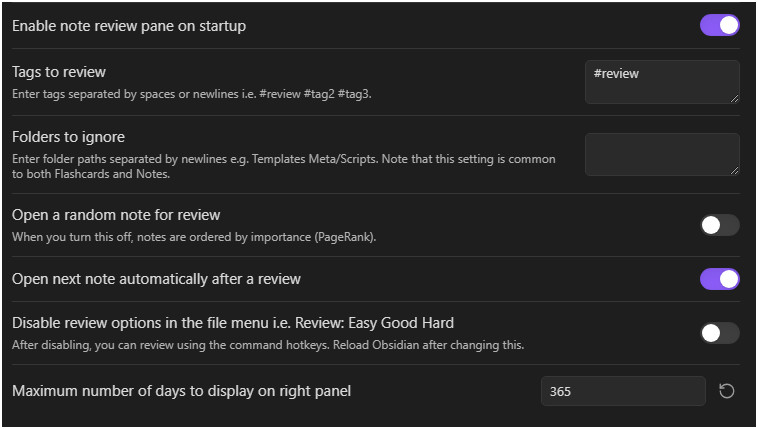 Enable note review pane on startup
Tags to review
Enter tags separated by spaces or newlines i.e. #review #tag2 #tag3.
#review
Folders to ignore
Enter folder paths separated by newlines e.g. Templates Meta/Scripts. Note that this setting is common
to both Flashcards and Notes.
Open a random note for review
When you turn this off, notes are ordered by importance (PageRank).
Open next note automatically after a review
Disable review options in the file menu i.e. Review: Easy Good Hard
After disabling, you can review using the command hotkeys. Reload Obsidian after changing this.
Maximum number of days to display on right panel
365